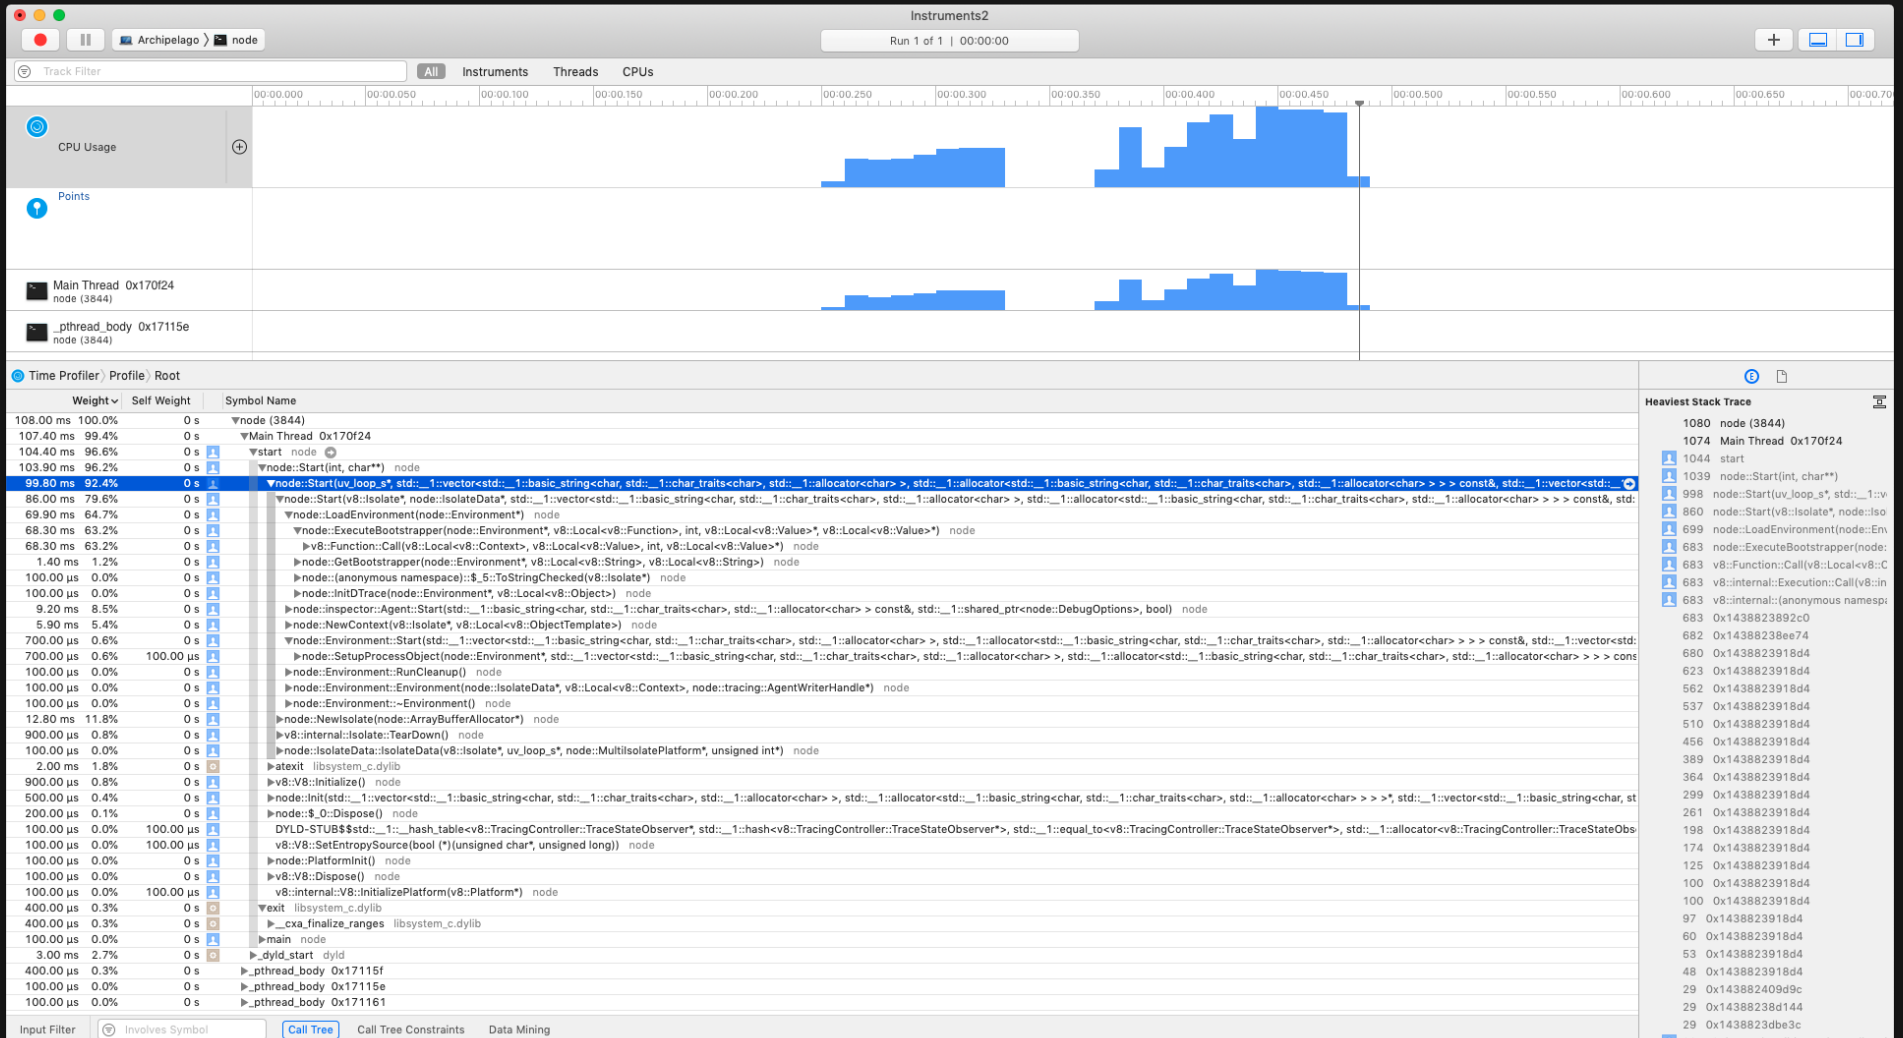 Instruments2
Archipelago 〉 node
Run 1 of 1 | 00:00:00
Track Filter
All Instruments Threads CPUs
00:00.000 00:00.050 00:00.100 00:00.150 00:00.200 00:00.250 00:00.300 00:00.350 00:00.400 00:00.450 00:00.500 00:00.550 00:00.600 00:00.650 00:00.70
CPU Usage
Points
Main Thread 0x170f24
node (3844)
_pthread_body 0x17115e
node (3844)
Time Profiler 〉 Profile 〉 Root
Weight Self Weight Symbol Name
108.00 ms 100.0% 0 s node (3844)
107.40 ms 99.4% 0 s Main Thread 0x170f24
104.40 ms 96.6% 0 s start node
103.90 ms 96.2% 0 s node::Start(int, char**) node
99.80 ms 92.4% 0 s node::Start(uv_loop_s*, std::__1::vector<std::__1::basic_string<char, std::__1::char_traits<char>, std::__1::allocator<char> >, std::__1::allocator<std::__1::basic_string<char, std::__1::char_traits<char>, std::__1::allocator<char> > > > const&, std::__1::vector<std::__
86.00 ms 79.6% 0 s node::Start(v8::Isolate*, node::IsolateData*, std::__1::vector<std::__1::basic_string<char, std::__1::char_traits<char>, std::__1::allocator<char> >, std::__1::allocator<std::__1::basic_string<char, std::__1::char_traits<char>, std::__1::allocator<char> > > > const&, std:
69.90 ms 64.7% 0 s node::LoadEnvironment(node::Environment*) node
68.30 ms 63.2% 0 s node::ExecuteBootstrapper(node::Environment*, v8::Local<v8::Function>, int, v8::Local<v8::Value>*, v8::Local<v8::Value>*) node
68.30 ms 63.2% 0 s v8::Function::Call(v8::Local<v8::Context>, v8::Local<v8::Value>, int, v8::Local<v8::Value>*) node
1.40 ms 1.2% 0 s node::GetBootstrapper(node::Environment*, v8::Local<v8::String>, v8::Local<v8::String>) node
100.00 µs 0.0% 0 s node::(anonymous namespace)::$_5::ToStringChecked(v8::Isolate*) node
100.00 µs 0.0% 0 s node::InitDTrace(node::Environment*, v8::Local<v8::Object>) node
9.20 ms 8.5% 0 s node::inspector::Agent::Start(std::__1::basic_string<char, std::__1::char_traits<char>, std::__1::allocator<char> > const&, std::__1::shared_ptr<node::DebugOptions>, bool) node
5.90 ms 5.4% 0 s node::NewContext(v8::Isolate*, v8::Local<v8::ObjectTemplate>) node
700.00 µs 0.6% 0 s node::Environment::Start(std::__1::vector<std::__1::basic_string<char, std::__1::char_traits<char>, std::__1::allocator<char> >, std::__1::allocator<std::__1::basic_string<char, std::__1::char_traits<char>, std::__1::allocator<char> > > > const&, std::__1::vector<std:
700.00 µs 0.6% 100.00 µs node::SetupProcessObject(node::Environment*, std::__1::vector<std::__1::basic_string<char, std::__1::char_traits<char>, std::__1::allocator<char> >, std::__1::allocator<std::__1::basic_string<char, std::__1::char_traits<char>, std::__1::allocator<char> > > > cons
100.00 µs 0.0% 0 s node::Environment::RunCleanup() node
100.00 µs 0.0% 0 s node::Environment::Environment(node::IsolateData*, v8::Local<v8::Context>, node::tracing::AgentWriterHandle*) node
100.00 µs 0.0% 0 s node::Environment::~Environment() node
12.80 ms 11.8% 0 s node::NewIsolate(node::ArrayBufferAllocator*) node
900.00 µs 0.8% 0 s v8::internal::Isolate::TearDown() node
100.00 µs 0.0% 0 s node::IsolateData::IsolateData(v8::Isolate*, uv_loop_s*, node::MultiIsolatePlatform*, unsigned int*) node
2.00 ms 1.8% 0 s atexit libsystem_c.dylib
900.00 µs 0.8% 0 s v8::V8::Initialize() node
500.00 µs 0.4% 0 s node::Init(std::__1::vector<std::__1::basic_string<char, std::__1::char_traits<char>, std::__1::allocator<char> >, std::__1::allocator<std::__1::basic_string<char, std::__1::char_traits<char>, std::__1::allocator<char> > > >*, std::__1::vector<std::__1::basic_string<char, st
200.00 µs 0.1% 0 s node::$_0::Dispose() node
100.00 µs 0.0% 100.00 µs DYLD-STUB$$std::__1::__hash_table<v8::TracingController::TraceStateObserver*, std::__1::hash<v8::TracingController::TraceStateObserver*>, std::__1::equal_to<v8::TracingController::TraceStateObserver*>, std::__1::allocator<v8::TracingController::TraceStateObs
100.00 µs 0.0% 100.00 µs v8::V8::SetEntropySource(bool (*)(unsigned char*, unsigned long)) node
100.00 µs 0.0% 0 s node::PlatformInit() node
100.00 µs 0.0% 0 s v8::V8::Dispose() node
100.00 µs 0.0% 100.00 µs v8::internal::V8::InitializePlatform(v8::Platform*) node
400.00 µs 0.3% 0 s exit libsystem_c.dylib
400.00 µs 0.3% 0 s __cxa_finalize_ranges libsystem_c.dylib
100.00 µs 0.0% 0 s main node
3.00 ms 2.7% 0 s _dyld_start dyld
400.00 µs 0.3% 0 s _pthread_body 0x17115f
100.00 µs 0.0% 0 s _pthread_body 0x17115e
100.00 µs 0.0% 0 s _pthread_body 0x171161
Input Filter Involves Symbol Call Tree Call Tree Constraints Data Mining
E
Heaviest Stack Trace
1080 node (3844)
1074 Main Thread 0x170f24
1044 start
1039 node::Start(int, char**)
998 node::Start(uv_loop_s*, std::__1::v
860 node::Start(v8::Isolate*, node::Iso
699 node::LoadEnvironment(node::Env
683 node::ExecuteBootstrapper(node:
683 v8::Function::Call(v8::Local<v8::C
683 v8::internal::Execution::Call(v8::in
683 v8::internal::(anonymous namespa
683 0x1438823892c0
682 0x14388238ee74
680 0x1438823918d4
623 0x1438823918d4
562 0x1438823918d4
537 0x1438823918d4
510 0x1438823918d4
456 0x1438823918d4
389 0x1438823918d4
364 0x1438823918d4
299 0x1438823918d4
261 0x1438823918d4
198 0x1438823918d4
174 0x1438823918d4
125 0x1438823918d4
100 0x1438823918d4
100 0x1438823918d4
97 0x1438823918d4
60 0x1438823918d4
53 0x1438823918d4
48 0x1438823918d4
29 0x143882409d9c
29 0x14388238d144
29 0x1438823dbe3c